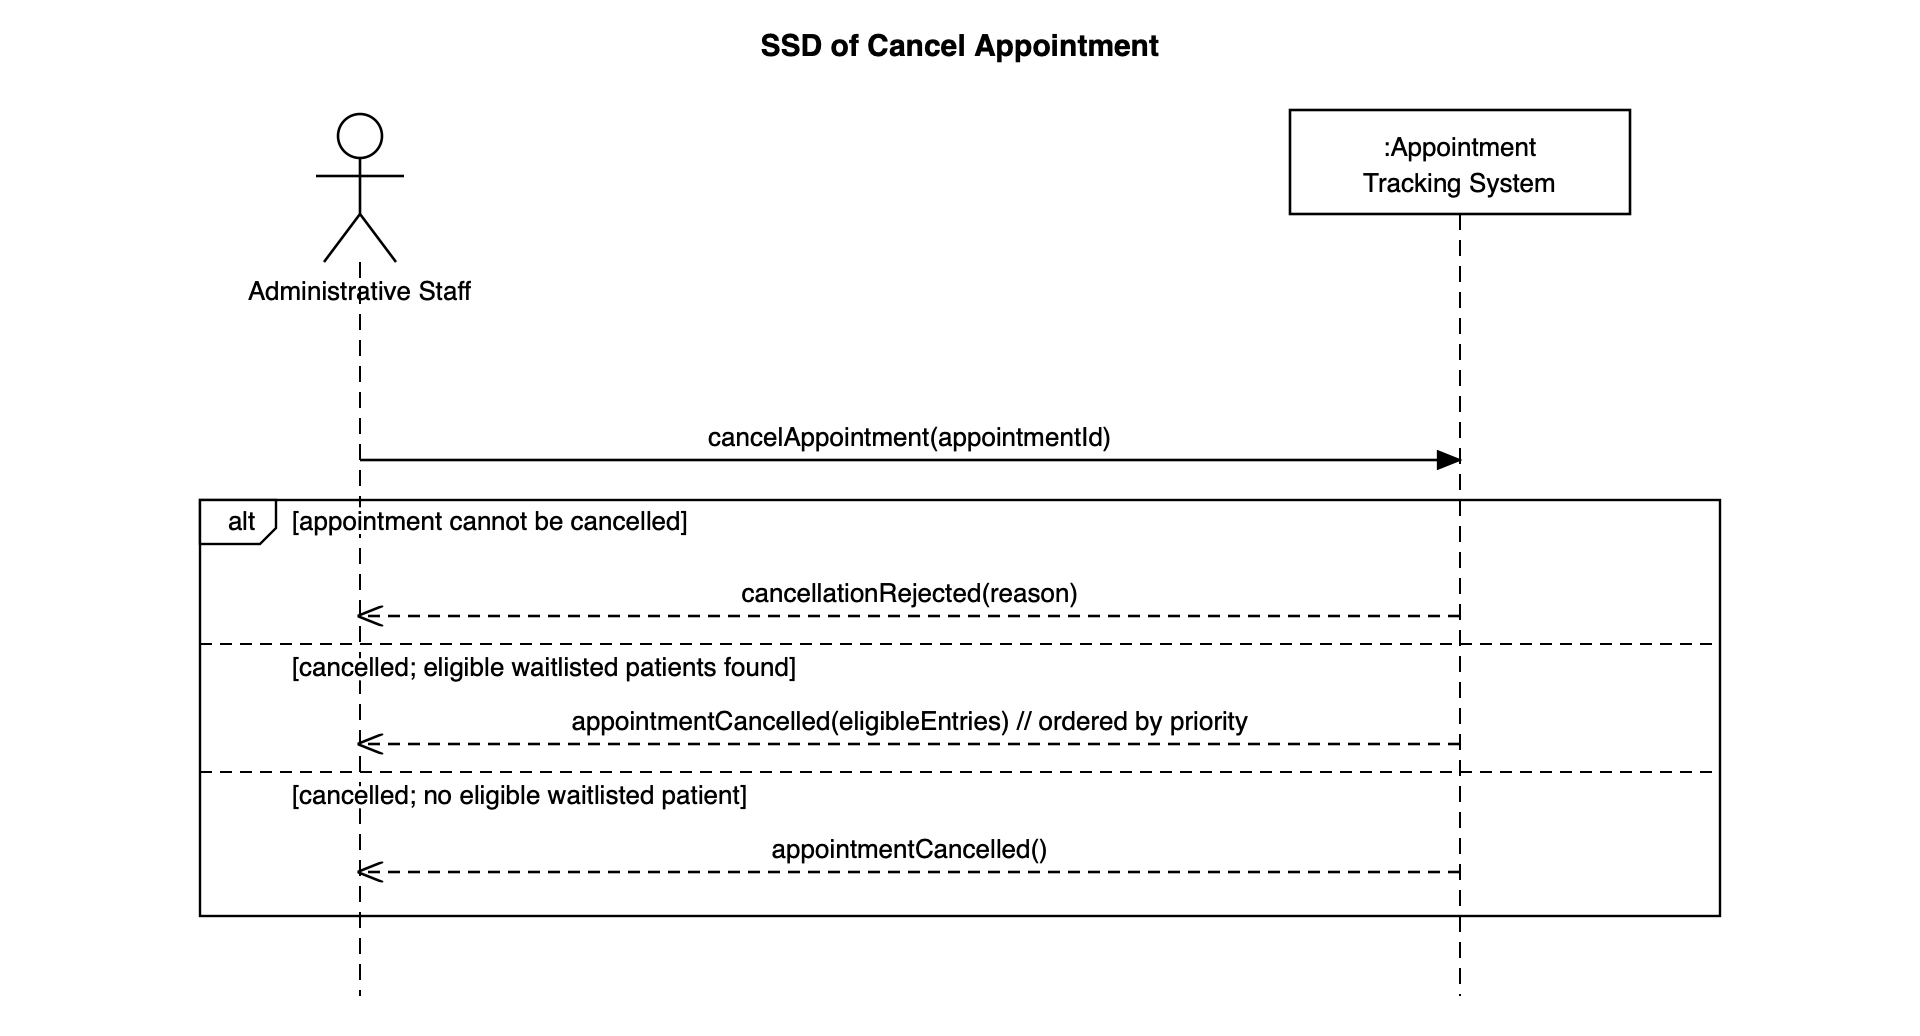 SSD of Cancel Appointment
:Appointment
Tracking System
Administrative Staff
cancelAppointment(appointmentId)
alt [appointment cannot be cancelled]
cancellationRejected(reason)
[cancelled; eligible waitlisted patients found]
appointmentCancelled(eligibleEntries) // ordered by priority
[cancelled; no eligible waitlisted patient]
appointmentCancelled()